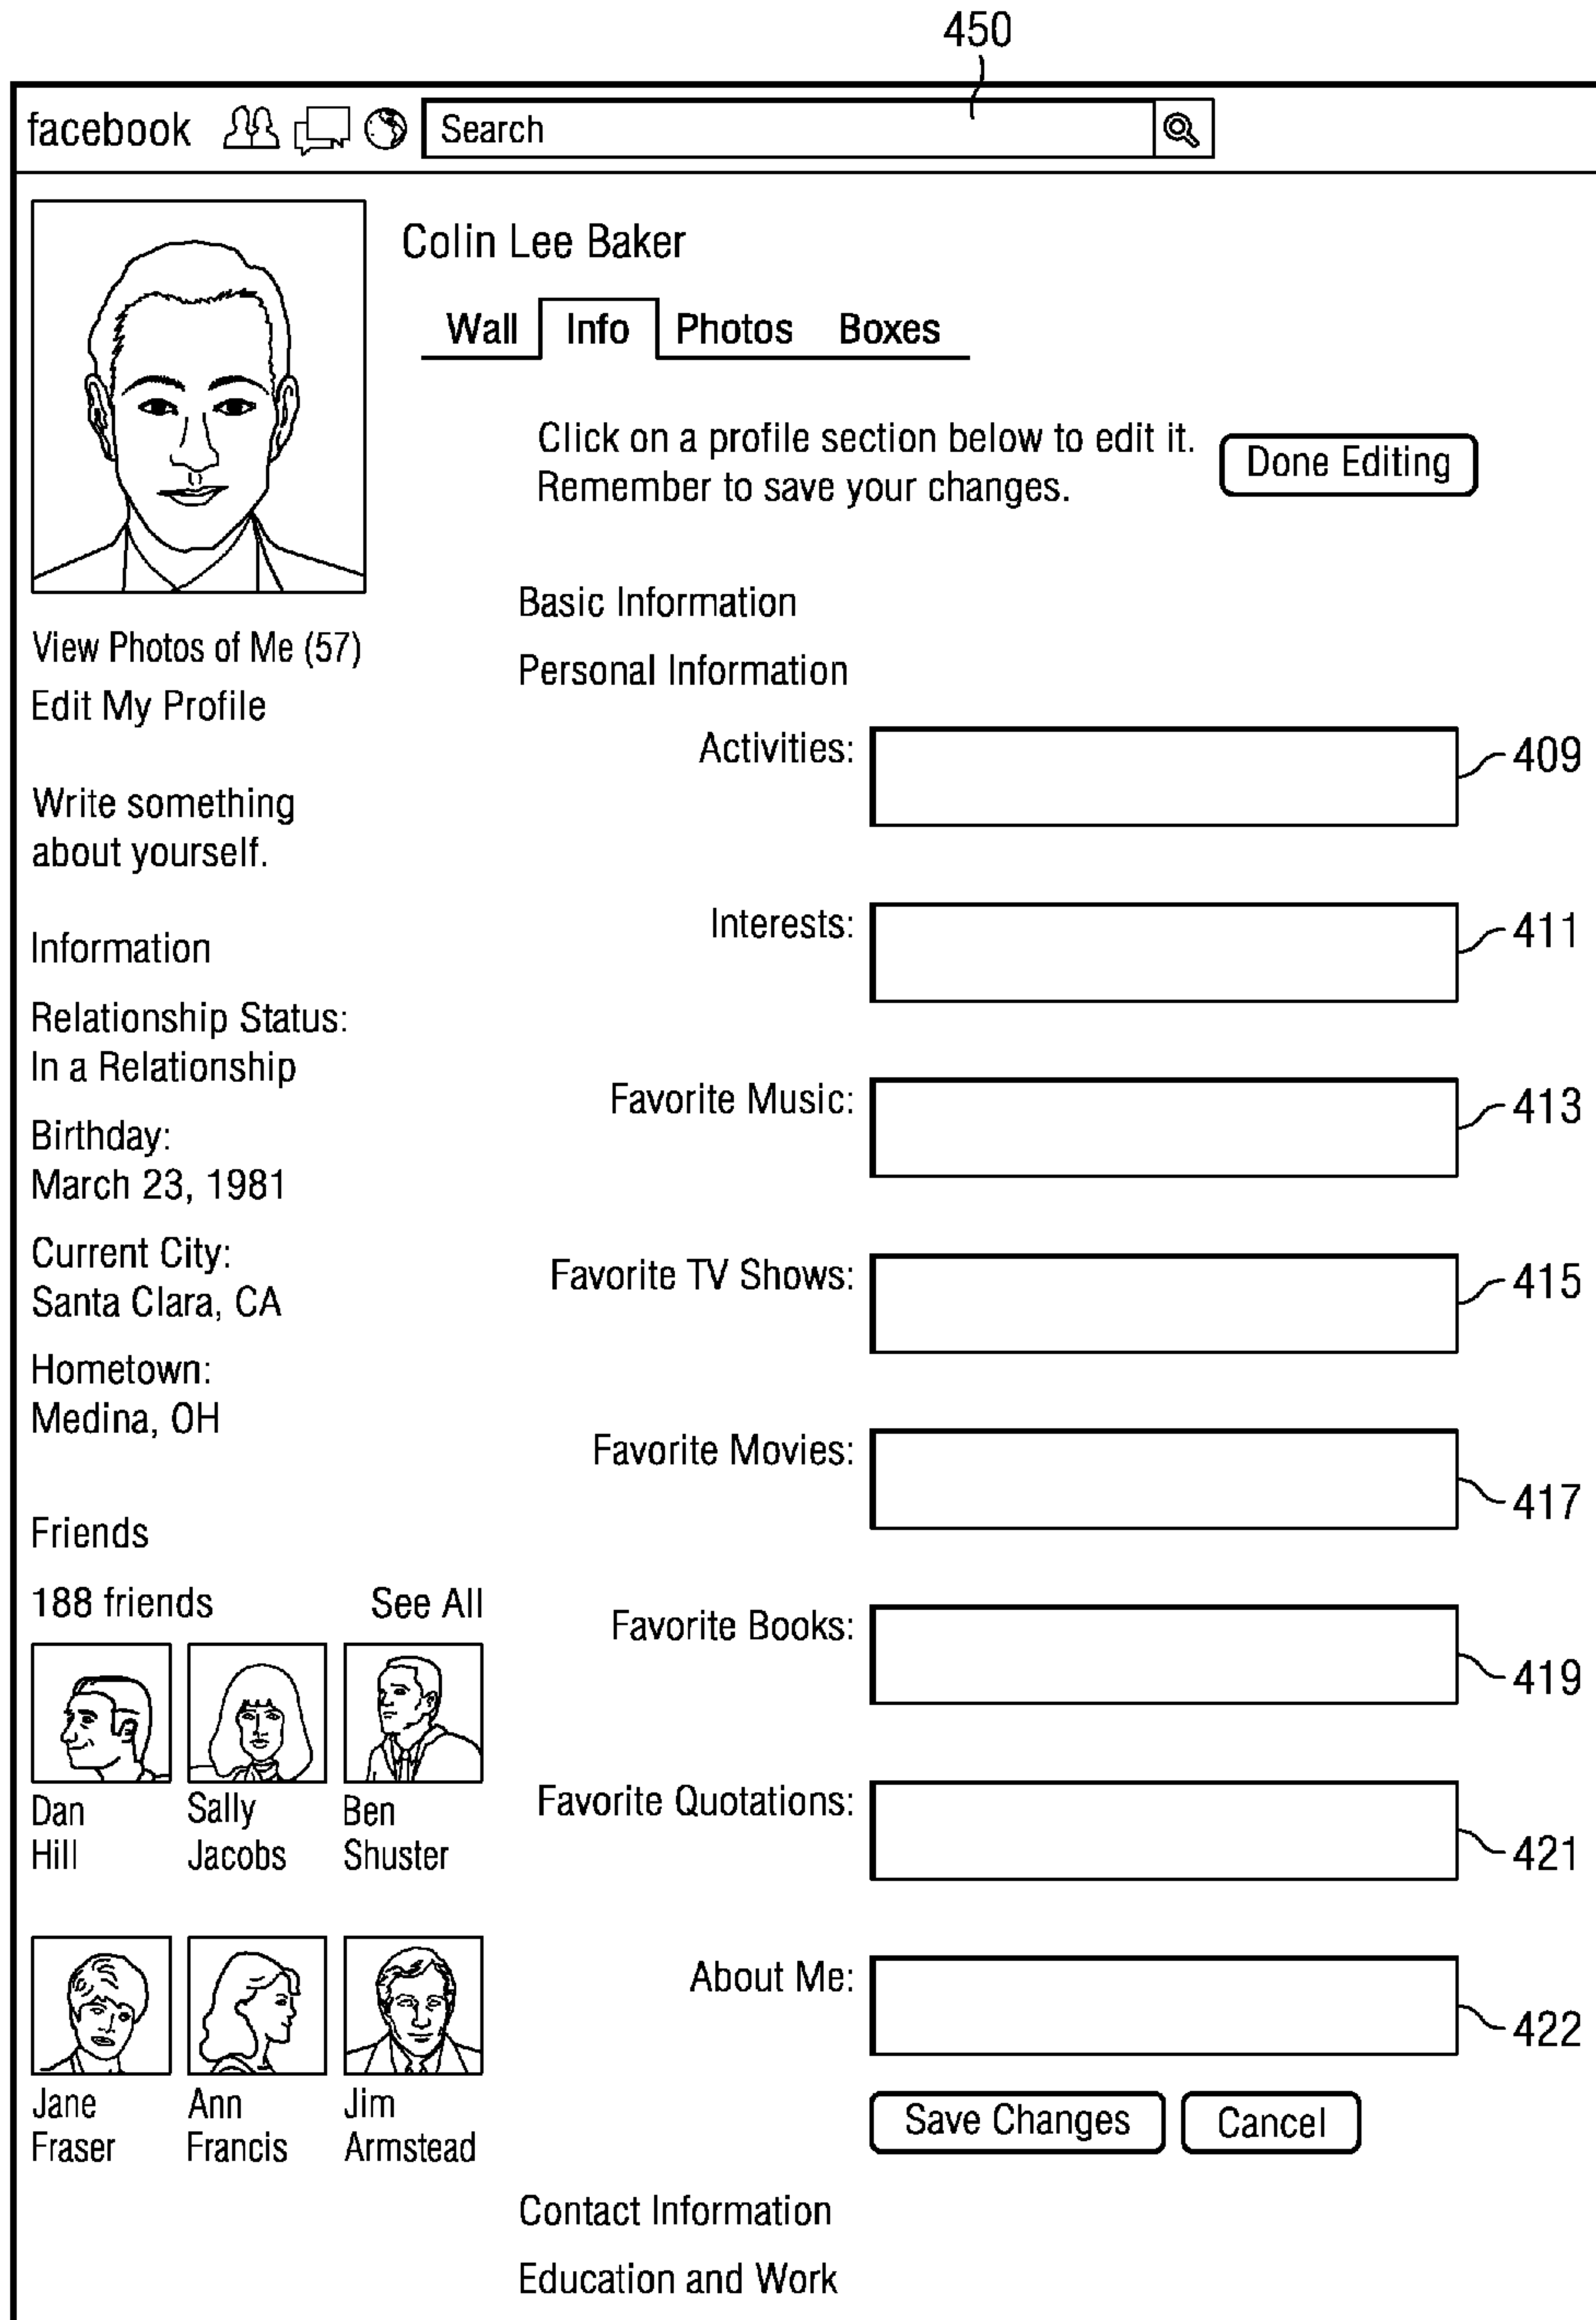 450
facebook Search
Colin Lee Baker
Wall Info Photos Boxes
Click on a profile section below to edit it.
Remember to save your changes.
Done Editing
View Photos of Me (57)
Edit My Profile
Write something
about yourself.
Information
Relationship Status:
In a Relationship
Birthday:
March 23, 1981
Current City:
Santa Clara, CA
Hometown:
Medina, OH
Friends
188 friends See All
Dan
Hill
Sally
Jacobs
Ben
Shuster
Jane
Fraser
Ann
Francis
Jim
Armstead
Basic Information
Personal Information
Activities: 409
Interests: 411
Favorite Music: 413
Favorite TV Shows: 415
Favorite Movies: 417
Favorite Books: 419
Favorite Quotations: 421
About Me: 422
Save Changes Cancel
Contact Information
Education and Work